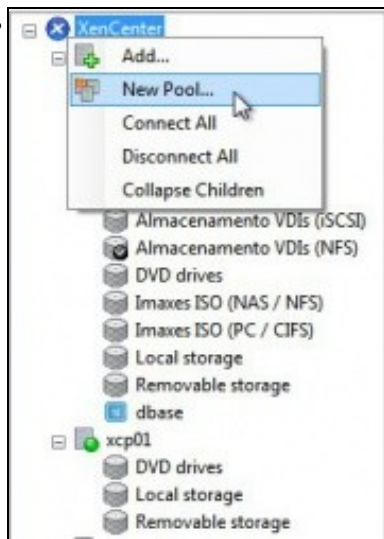 XenCenter
Add...
New Pool...
Connect All
Disconnect All
Collapse Children
Almacenamento VDIs (iSCSI)
Almacenamento VDIs (NFS)
DVD drives
Imaxes ISO (NAS / NFS)
Imaxes ISO (PC / CIFS)
Local storage
Removable storage
dbase
xcp01
DVD drives
Local storage
Removable storage